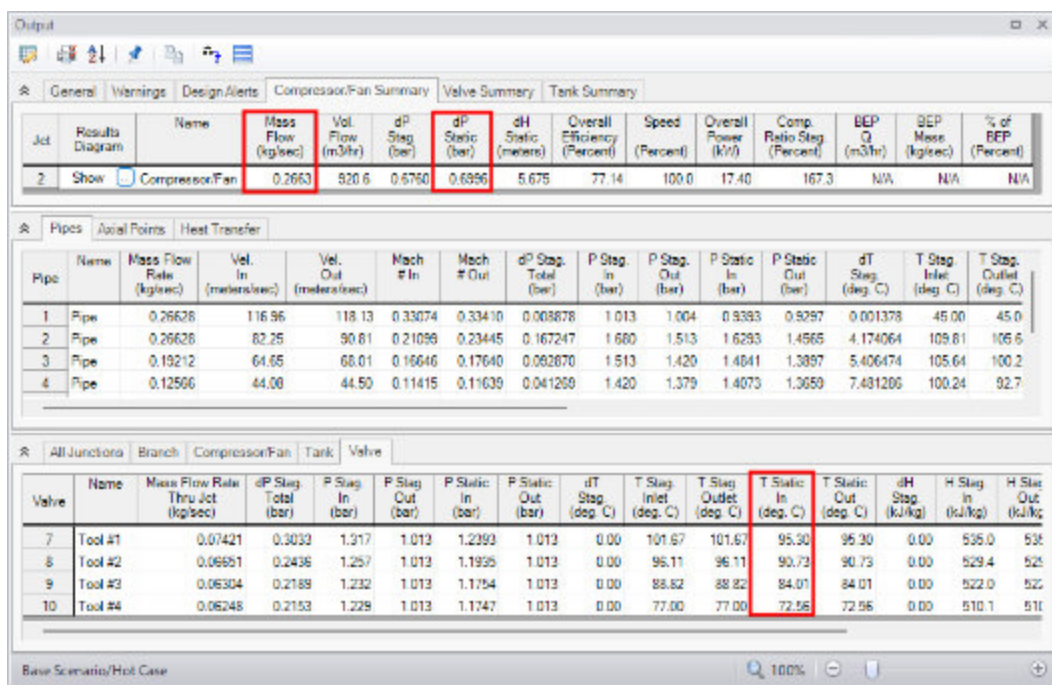 Output
General Warnings Design Alerts Compressor/Fan Summary Valve Summary Tank Summary
Jct Results Diagram Name Mass Flow (kg/sec) Vol. Flow (m3/hr) dP Stag. (bar) dP Static (bar) dH Static (meters) Overall Efficiency (Percent) Speed (Percent) Overall Power (kW) Comp. Ratio Stag. (Percent) BEP Q (m3/hr) BEP Mass (kg/sec) % of BEP (Percent)
2 Show ... Compressor/Fan 0.2663 920.6 0.6760 0.6996 5.675 77.14 100.0 17.40 167.3 N/A N/A N/A
Pipes Axial Points Heat Transfer
Pipe Name Mass Flow Rate (kg/sec) Vel. In (meters/sec) Vel. Out (meters/sec) Mach # In Mach # Out dP Stag. Total (bar) P Stag. In (bar) P Stag. Out (bar) P Static In (bar) P Static Out (bar) dT Stag. (deg. C) T Stag. Inlet (deg. C) T Stag. Outlet (deg. C)
1 Pipe 0.26628 116.96 118.13 0.33074 0.33410 0.008878 1.013 1.004 0.9393 0.9297 0.001378 45.00 45.0
2 Pipe 0.26628 82.25 90.81 0.21099 0.23445 0.167247 1.680 1.513 1.6293 1.4565 4.174064 109.81 105.6
3 Pipe 0.19212 64.65 68.01 0.16646 0.17640 0.092870 1.513 1.420 1.4841 1.3897 5.406474 105.64 100.2
4 Pipe 0.12566 44.08 44.50 0.11415 0.11639 0.041269 1.420 1.379 1.4073 1.3659 7.481286 100.24 92.7
All Junctions Branch Compressor/Fan Tank Valve
Valve Name Mass Flow Rate Thru Jct (kg/sec) dP Stag. Total (bar) P Stag. In (bar) P Stag. Out (bar) P Static In (bar) P Static Out (bar) dT Stag. (deg. C) T Stag. Inlet (deg. C) T Stag. Outlet (deg. C) T Static In (deg. C) T Static Out (deg. C) dH Stag. (kJ/kg) H Stag. In (kJ/kg) H Stag Out (kJ/kg
7 Tool #1 0.07421 0.3033 1.317 1.013 1.2393 1.013 0.00 101.67 101.67 95.30 95.30 0.00 535.0 535
8 Tool #2 0.06651 0.2436 1.257 1.013 1.1935 1.013 0.00 96.11 96.11 90.73 90.73 0.00 529.4 529
9 Tool #3 0.06304 0.2189 1.232 1.013 1.1754 1.013 0.00 88.82 88.82 84.01 84.01 0.00 522.0 522
10 Tool #4 0.06248 0.2153 1.229 1.013 1.1747 1.013 0.00 77.00 77.00 72.56 72.56 0.00 510.1 510
Base Scenario/Hot Case 100%